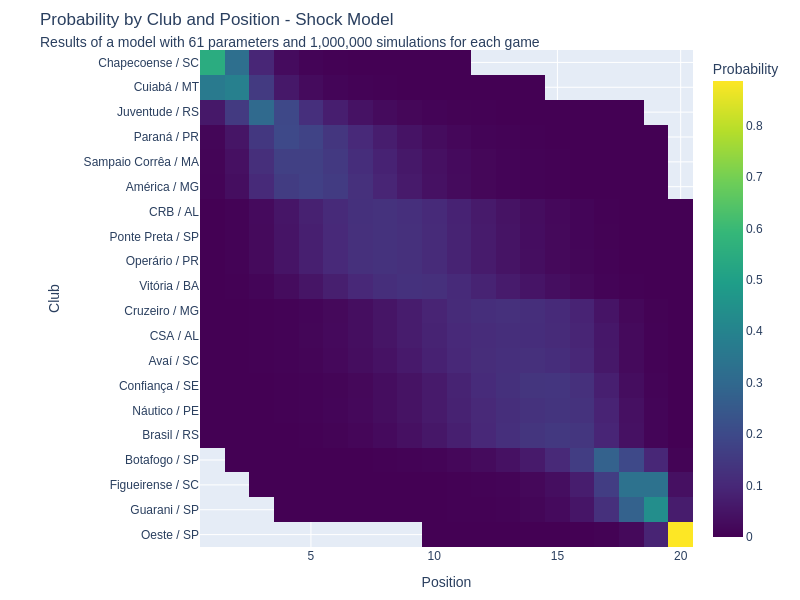 Probability by Club and Position - Shock Model
Results of a model with 61 parameters and 1,000,000 simulations for each game
Probability
Chapecoense / SC
Cuiabá / MT
Juventude / RS
Paraná / PR
Sampaio Corrêa / MA
América / MG
CRB / AL
Ponte Preta / SP
Operário / PR
Vitória / BA
Cruzeiro / MG
CSA / AL
Avaí / SC
Confiança / SE
Náutico / PE
Brasil / RS
Botafogo / SP
Figueirense / SC
Guarani / SP
Oeste / SP
Club
5
10
15
20
Position
0.8
0.7
0.6
0.5
0.4
0.3
0.2
0.1
0